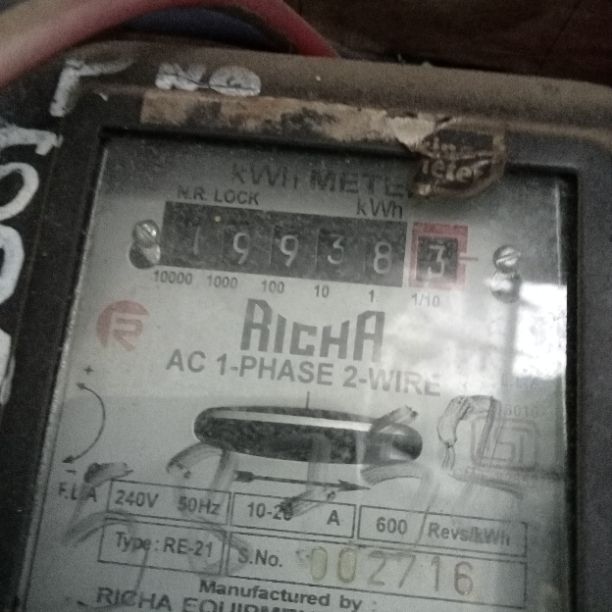 No
kWh METER
N.R. LOCK kWh
1 9 9 3 8 3
10000 1000 100 10 1 1/10
RICHA
AC 1-PHASE 2-WIRE
+
-
F.L.A 240V 50Hz 10-20 A 600 Revs/kWh
Type: RE-21 S.No. 002716
Manufactured by :
RICHA EQUIPMEN